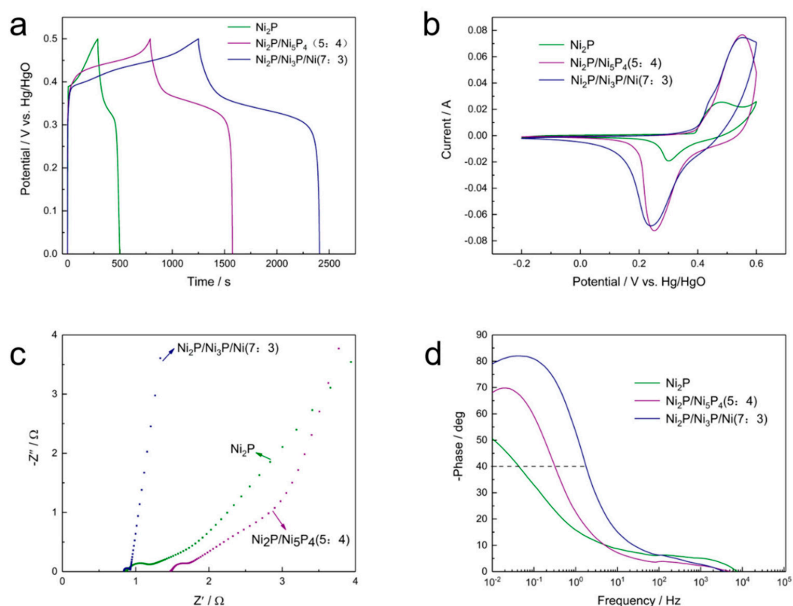 a
Ni₂P
Ni₂P/Ni₅P₄（5：4）
Ni₂P/Ni₃P/Ni(7：3)
0.5
0.4
0.3
0.2
0.1
0.0
Potential / V vs. Hg/HgO
0 500 1000 1500 2000 2500
Time / s
b
Ni₂P
Ni₂P/Ni₅P₄(5：4)
Ni₂P/Ni₃P/Ni(7：3)
0.08
0.06
0.04
0.02
0.00
-0.02
-0.04
-0.06
-0.08
Current / A
-0.2 0.0 0.2 0.4 0.6
Potential / V vs. Hg/HgO
c
Ni₂P/Ni₃P/Ni(7：3)
Ni₂P
Ni₂P/Ni₅P₄(5：4)
4
3
2
1
0
-Z″ / Ω
0 1 2 3 4
Z′ / Ω
d
Ni₂P
Ni₂P/Ni₅P₄(5：4)
Ni₂P/Ni₃P/Ni(7：3)
90
80
70
60
50
40
30
20
10
0
-Phase / deg
10⁻² 10⁻¹ 10⁰ 10¹ 10² 10³ 10⁴
Frequency / Hz